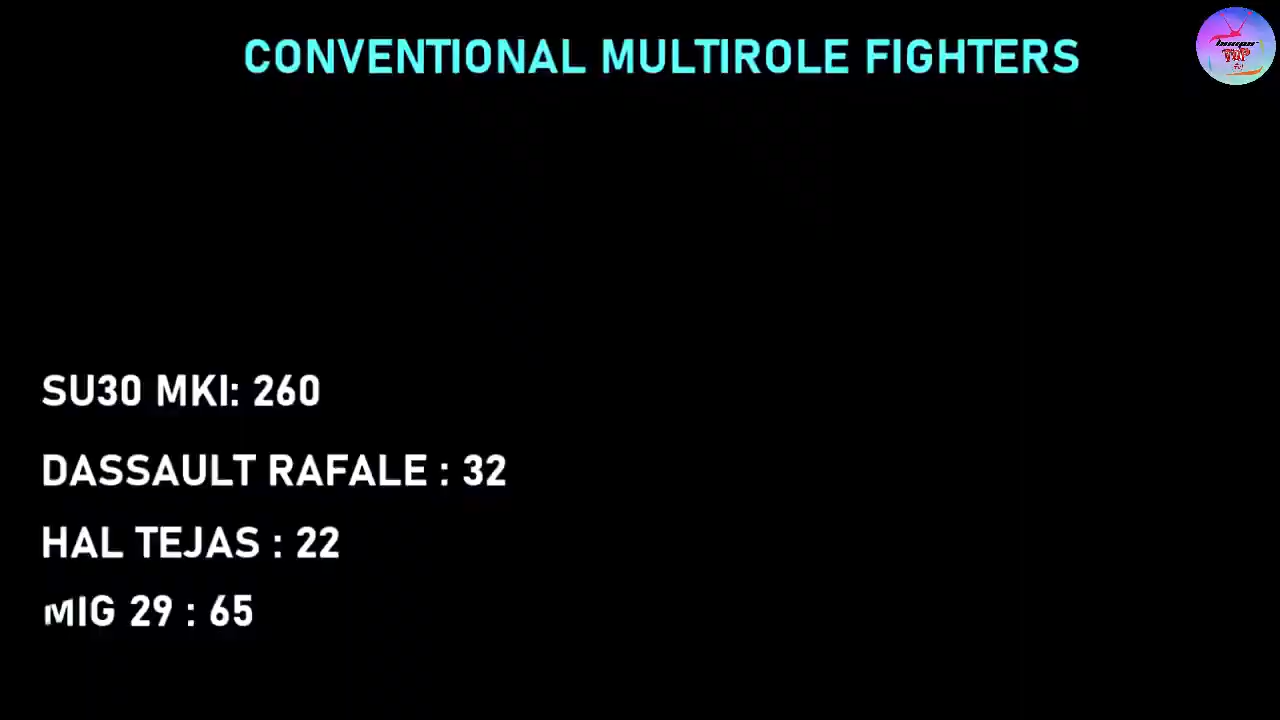 CONVENTIONAL MULTIROLE FIGHTERS
SU30 MKI: 260
DASSAULT RAFALE : 32
HAL TEJAS : 22
MIG 29 : 65